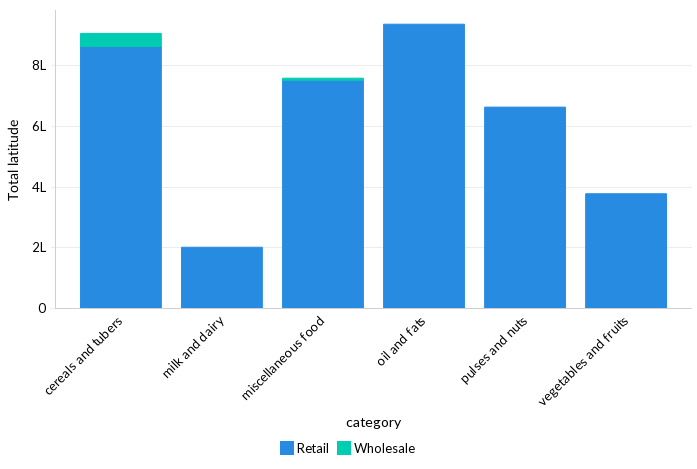 Total latitude
8L
6L
4L
2L
0
cereals and tubers
milk and dairy
miscellaneous food
oil and fats
pulses and nuts
vegetables and fruits
category
Retail Wholesale